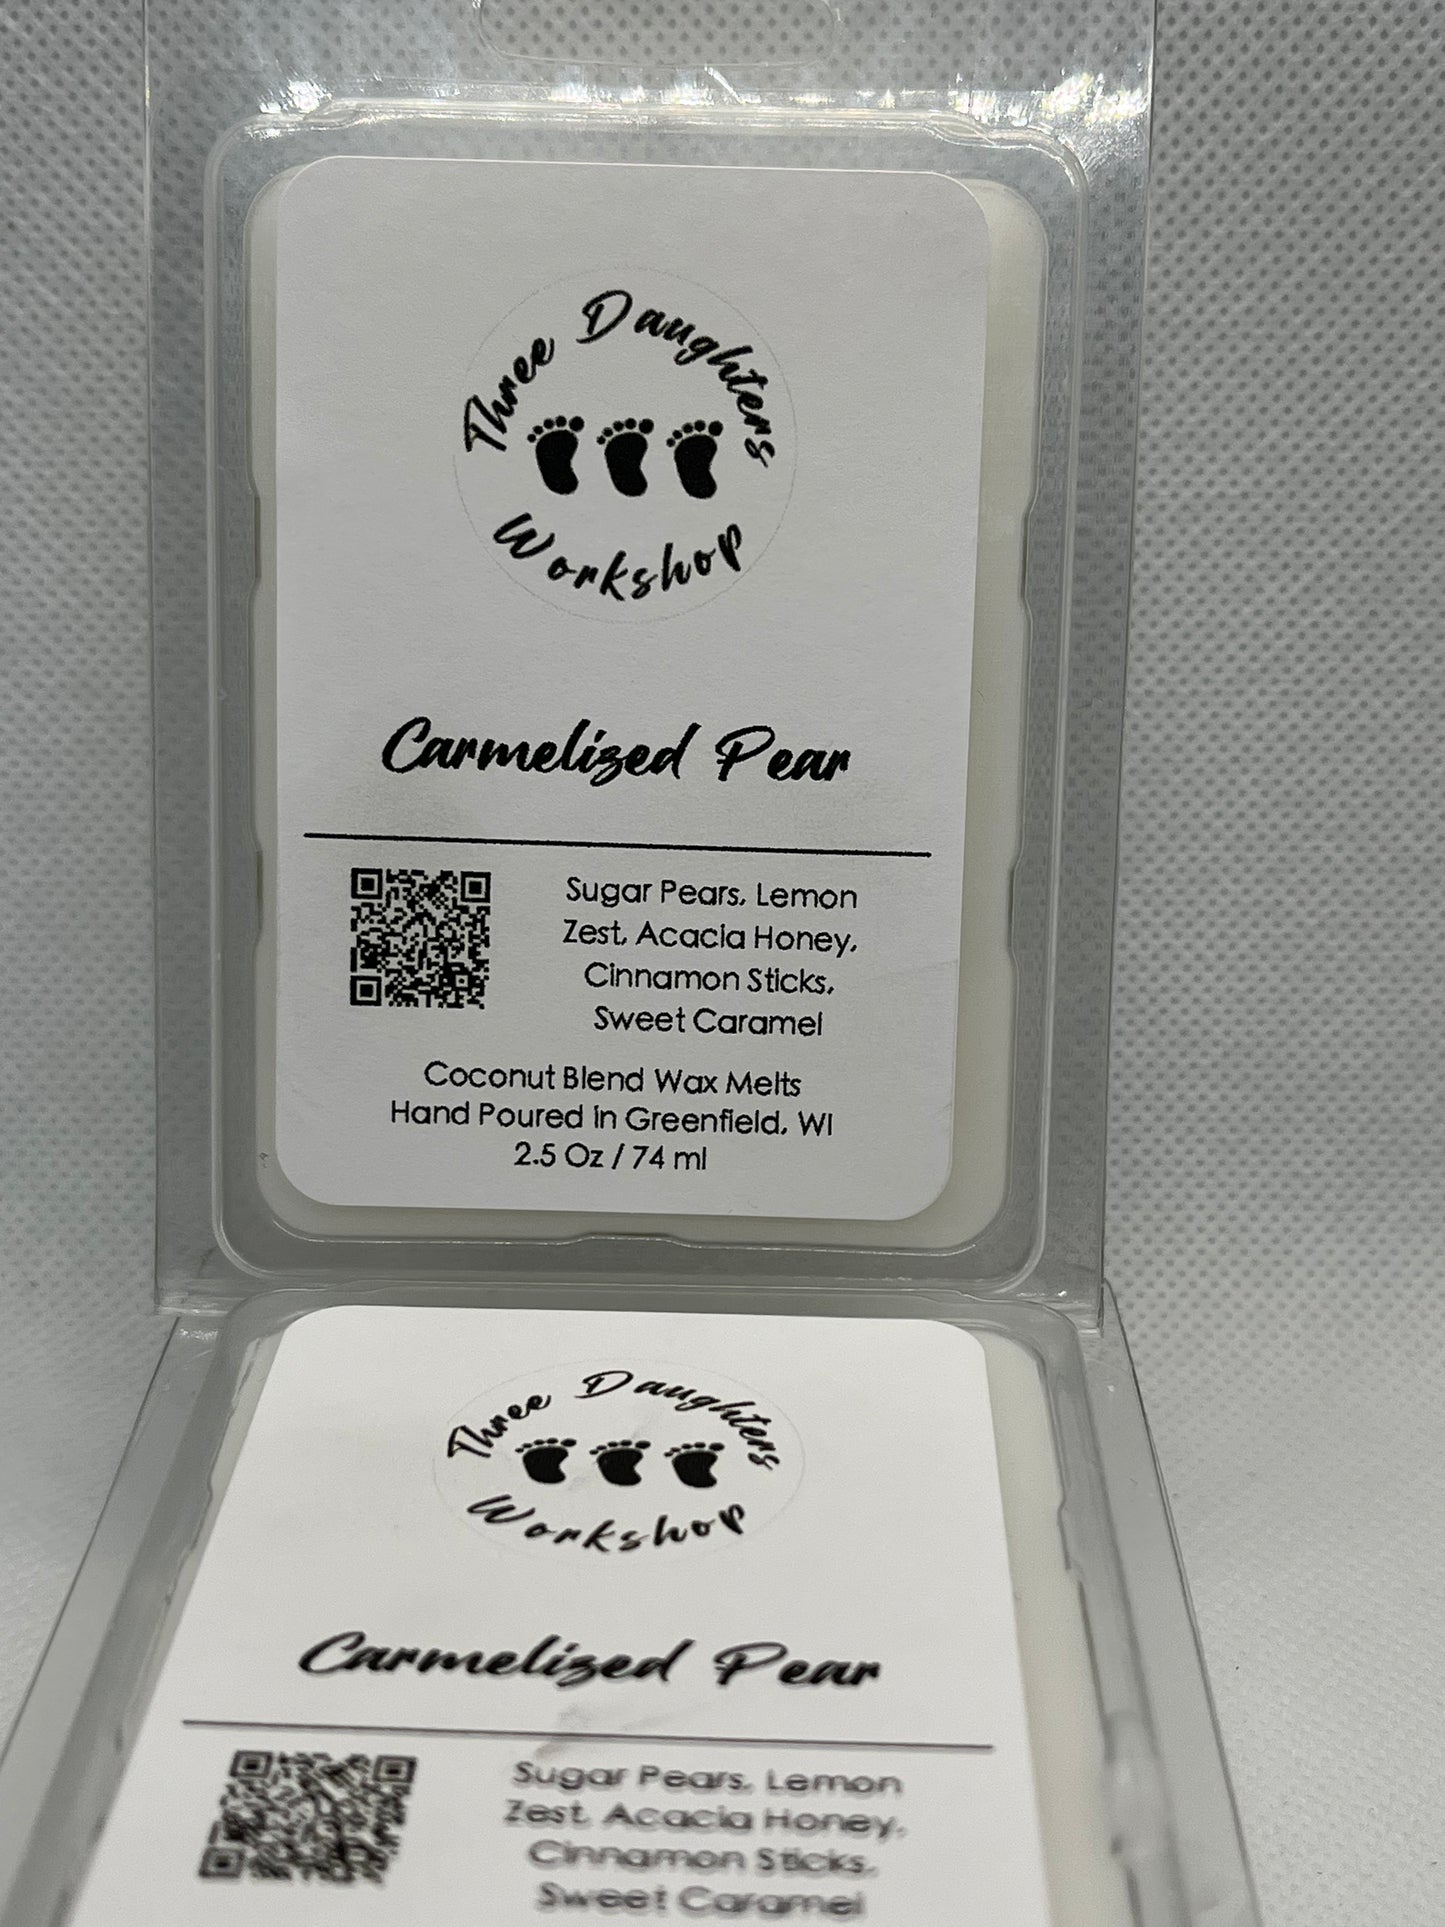 Three Daughters
Workshop
Carmelized Pear
Sugar Pears, Lemon
Zest, Acacia Honey,
Cinnamon Sticks,
Sweet Caramel
Coconut Blend Wax Melts
Hand Poured in Greenfield, WI
2.5 Oz / 74 ml
Three Daughters
Workshop
Carmelized Pear
Sugar Pears, Lemon
Zest, Acacia Honey,
Cinnamon Sticks,
Sweet Caramel